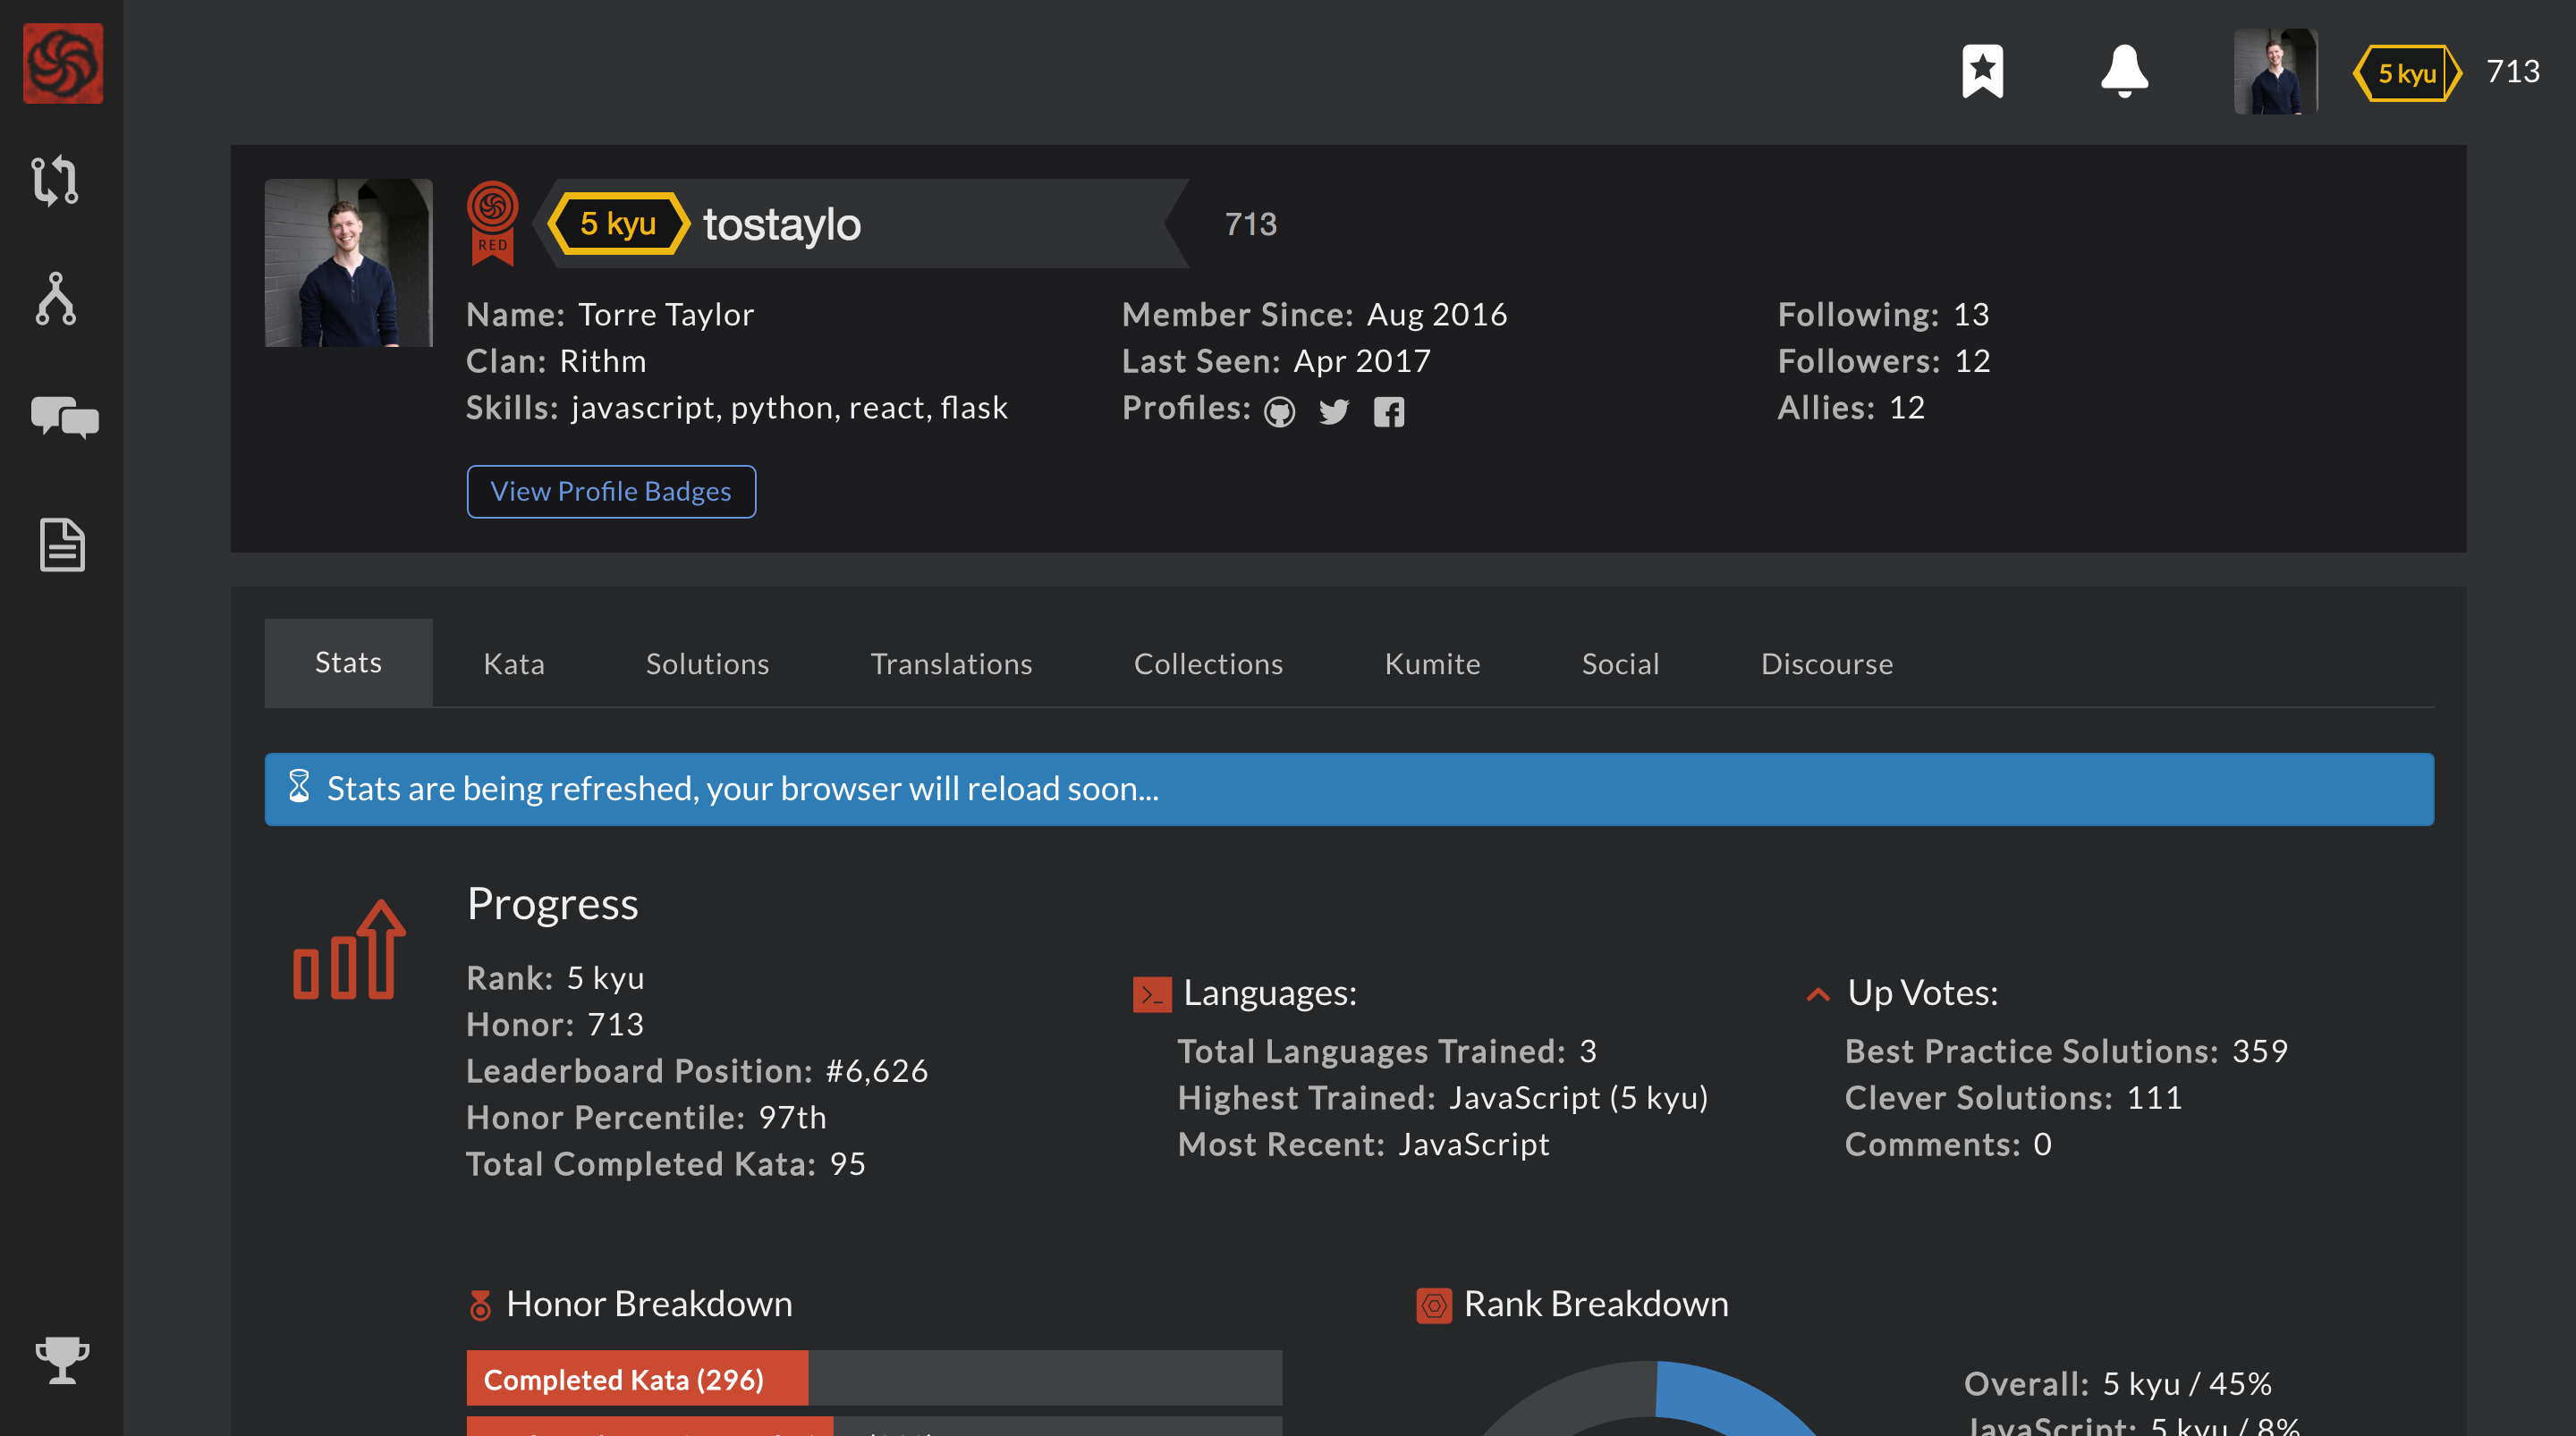 5 kyu 713
RED
5 kyu tostaylo 713
Name: Torre Taylor
Clan: Rithm
Skills: javascript, python, react, flask
Member Since: Aug 2016
Last Seen: Apr 2017
Profiles:
Following: 13
Followers: 12
Allies: 12
View Profile Badges
Stats Kata Solutions Translations Collections Kumite Social Discourse
Stats are being refreshed, your browser will reload soon...
Progress
Rank: 5 kyu
Honor: 713
Leaderboard Position: #6,626
Honor Percentile: 97th
Total Completed Kata: 95
Languages:
Total Languages Trained: 3
Highest Trained: JavaScript (5 kyu)
Most Recent: JavaScript
Up Votes:
Best Practice Solutions: 359
Clever Solutions: 111
Comments: 0
Honor Breakdown
Completed Kata (296)
Rank Breakdown
Overall: 5 kyu / 45%
JavaScript: 5 kyu / 8%